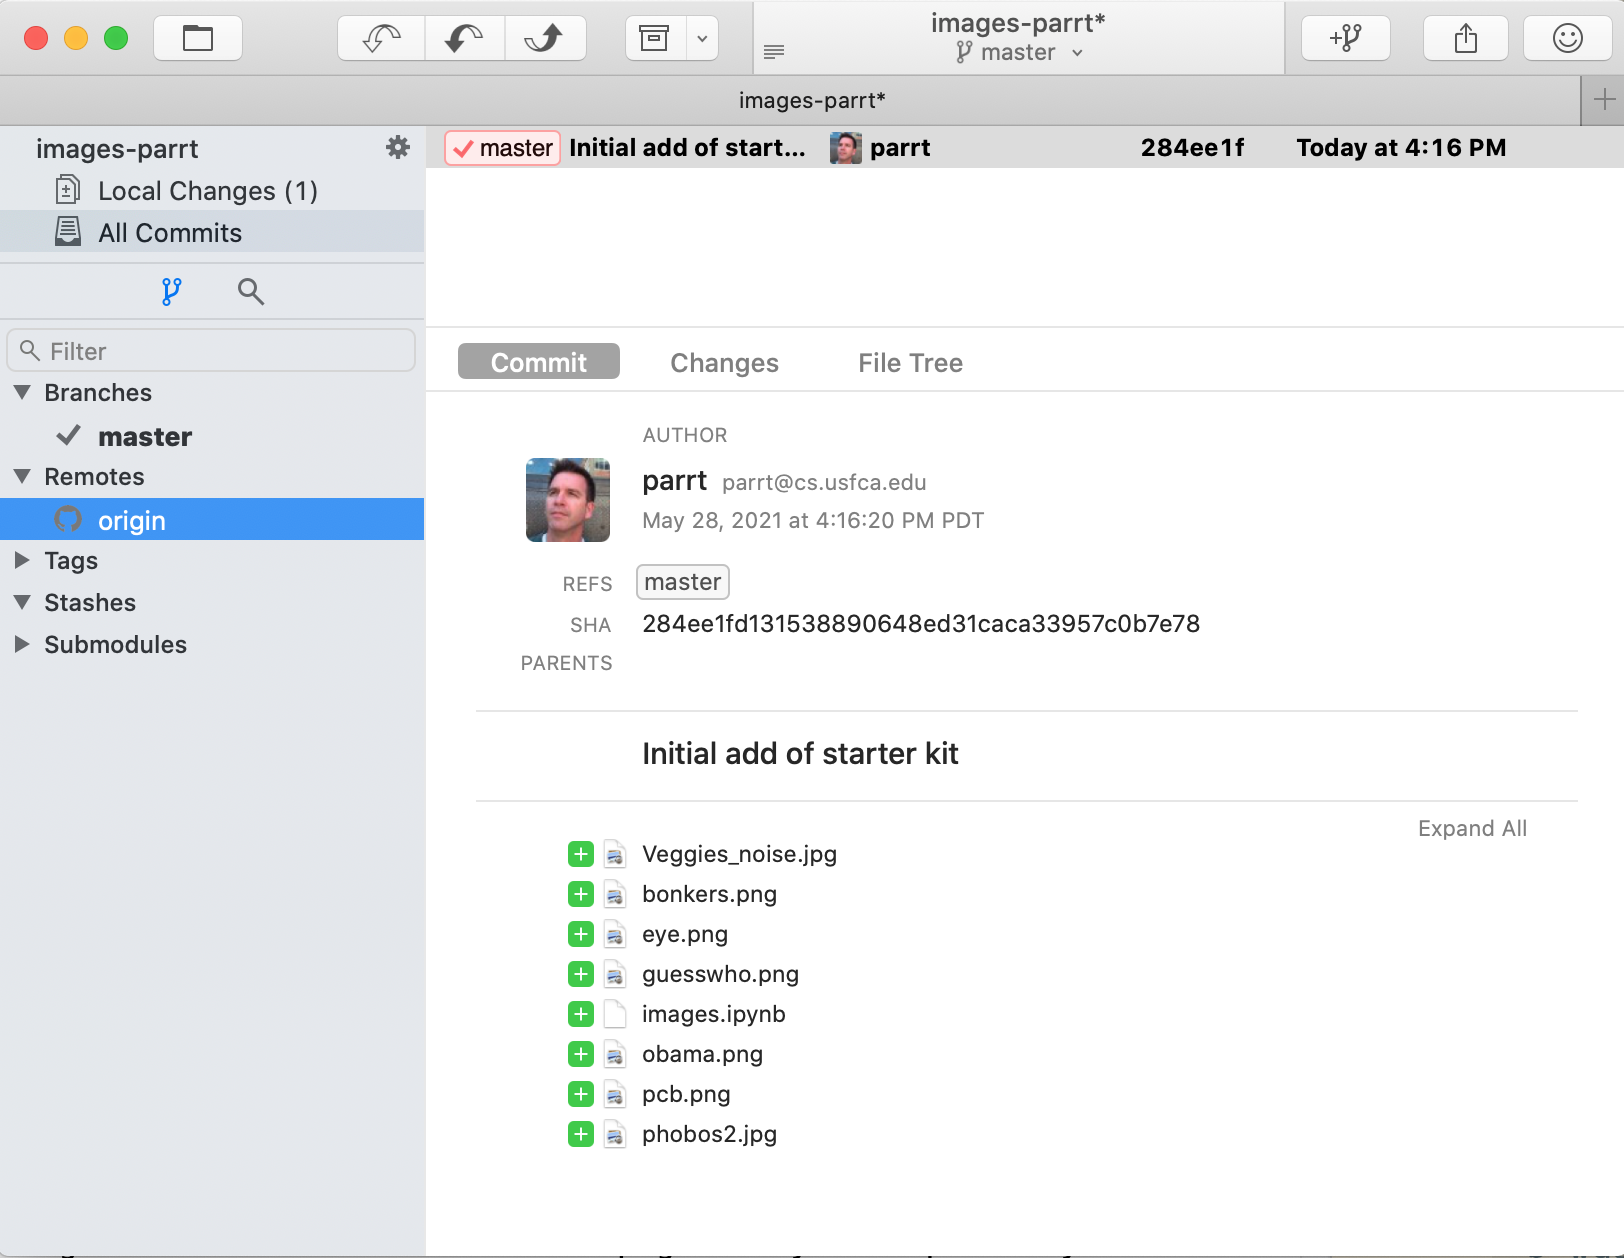 images-parrt*
master
images-parrt*
images-parrt
Local Changes (1)
All Commits
Filter
Branches
master
Remotes
origin
Tags
Stashes
Submodules
master Initial add of start... parrt 284ee1f Today at 4:16 PM
Commit Changes File Tree
AUTHOR
parrt parrt@cs.usfca.edu
May 28, 2021 at 4:16:20 PM PDT
REFS master
SHA 284ee1fd131538890648ed31caca33957c0b7e78
PARENTS
Initial add of starter kit
Expand All
Veggies_noise.jpg
bonkers.png
eye.png
guesswho.png
images.ipynb
obama.png
pcb.png
phobos2.jpg